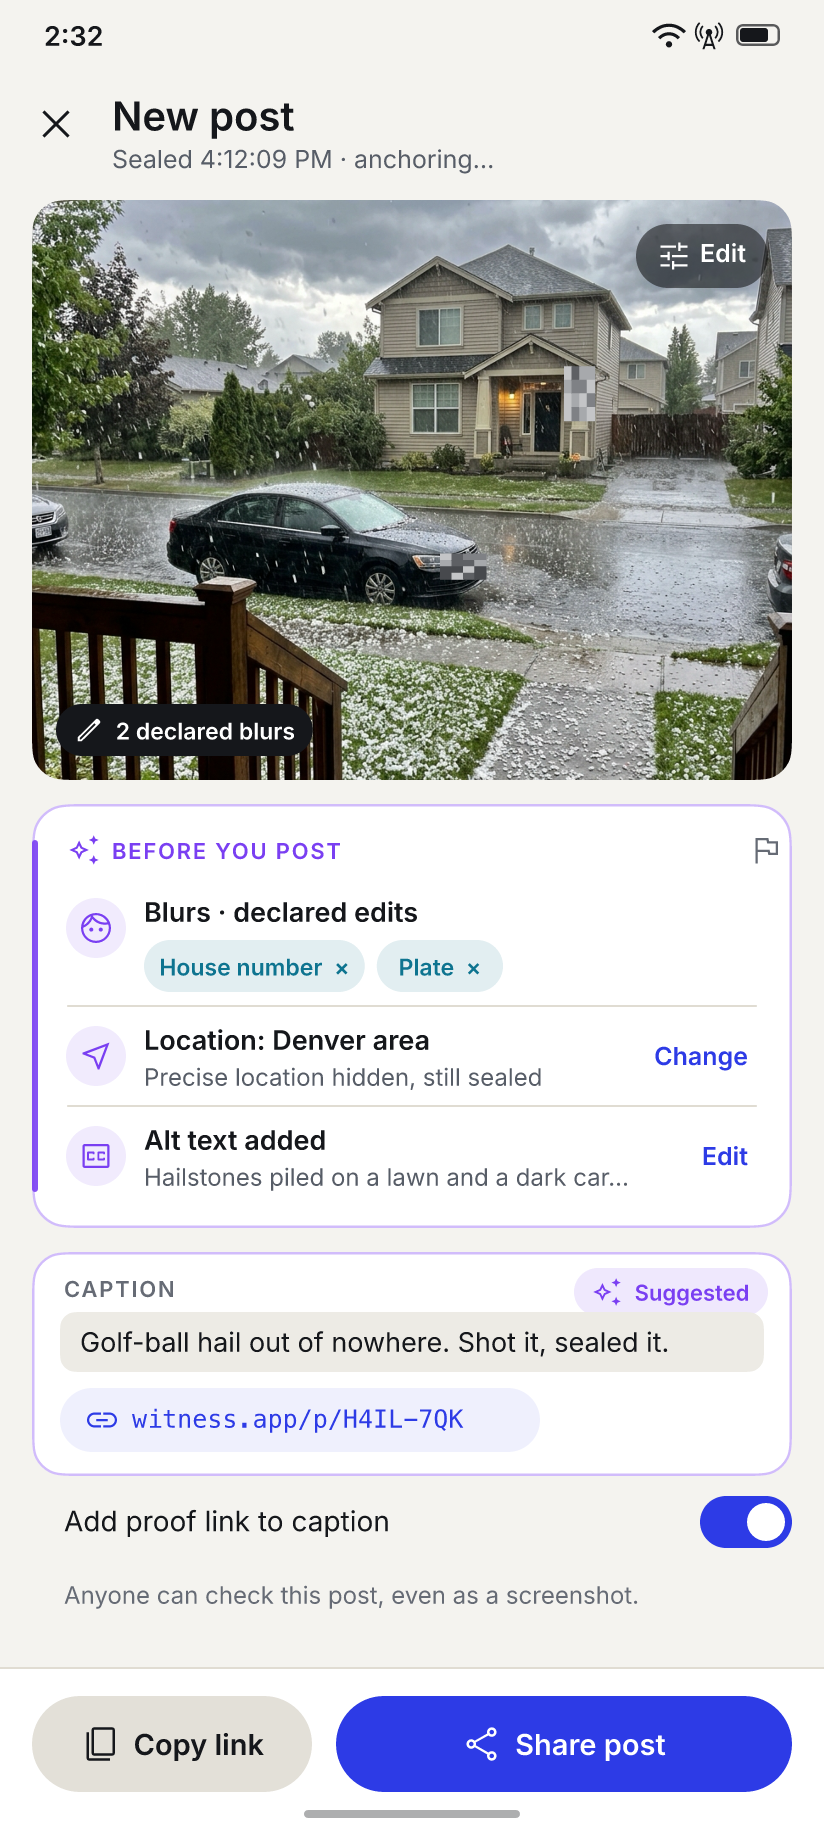 2:32
New post
Sealed 4:12:09 PM · anchoring...
Edit
2 declared blurs
BEFORE YOU POST
Blurs · declared edits
House number ×
Plate ×
Location: Denver area
Precise location hidden, still sealed
Change
Alt text added
Hailstones piled on a lawn and a dark car...
Edit
CAPTION
Suggested
Golf-ball hail out of nowhere. Shot it, sealed it.
witness.app/p/H4IL-7QK
Add proof link to caption
Anyone can check this post, even as a screenshot.
Copy link
Share post